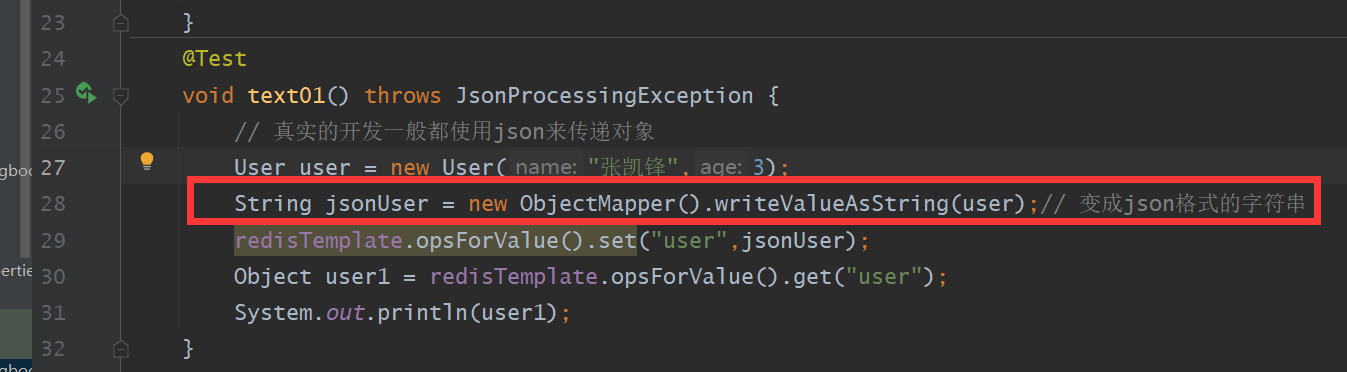 23 }
24 @Test
25 void text01() throws JsonProcessingException {
26 // 真实的开发一般都使用json来传递对象
27 User user = new User( name: "张凯锋", age: 3);
28 String jsonUser = new ObjectMapper().writeValueAsString(user);// 变成json格式的字符串
29 redisTemplate.opsForValue().set("user",jsonUser);
30 Object user1 = redisTemplate.opsForValue().get("user");
31 System.out.println(user1);
32 }